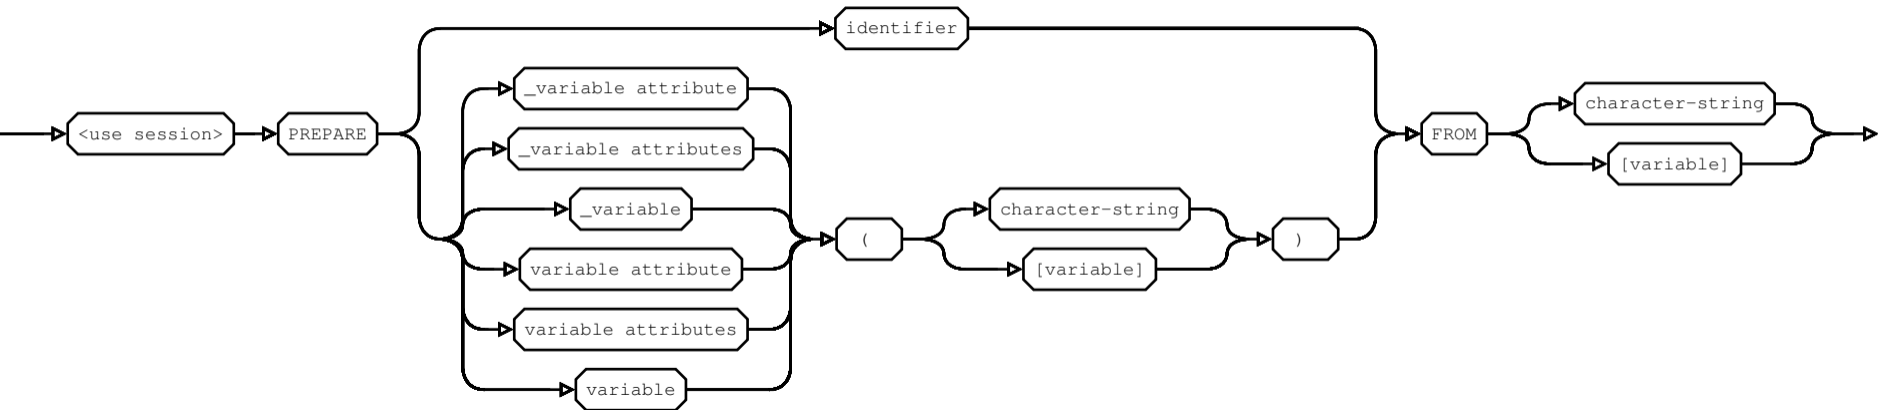 <use session>
PREPARE
identifier
_variable attribute
_variable attributes
_variable
variable attribute
variable attributes
variable
(
character-string
[variable]
)
FROM
character-string
[variable]